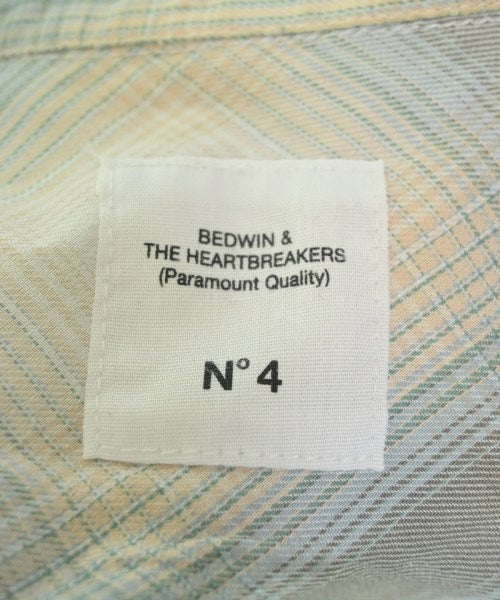 BEDWIN &
THE HEARTBREAKERS
(Paramount Quality)
N° 4